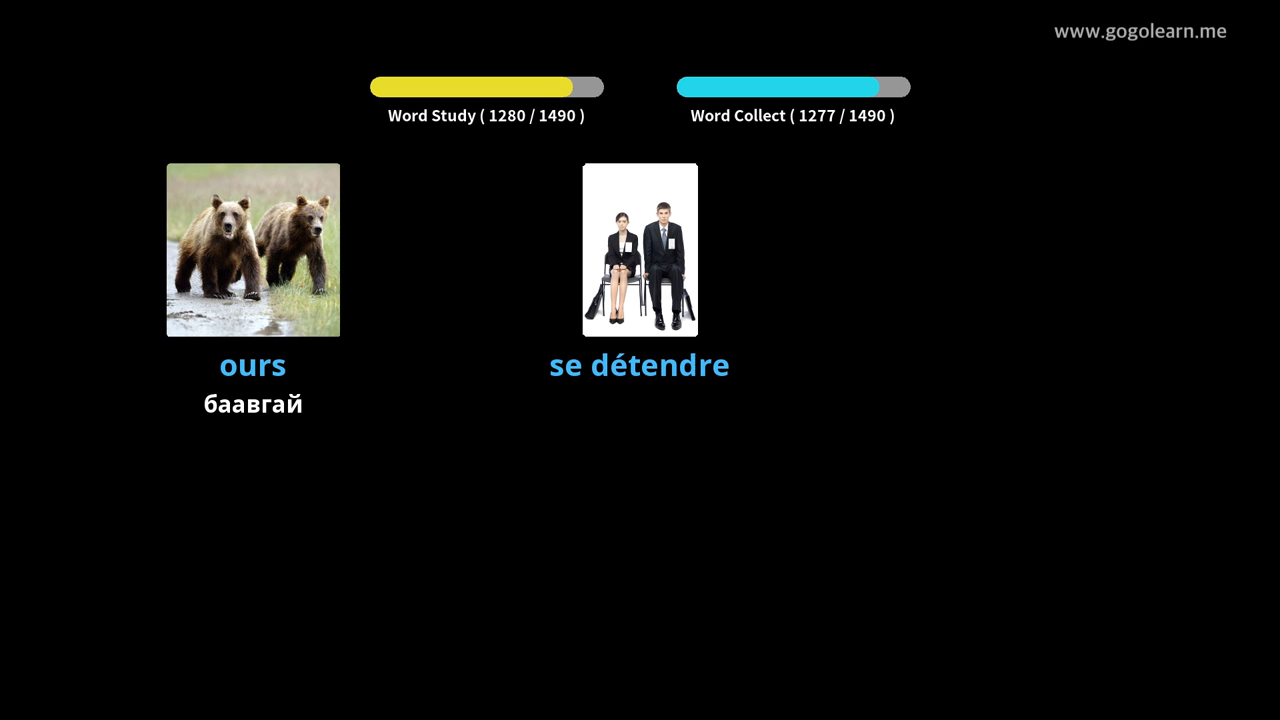 www.gogolearn.me
Word Study ( 1280 / 1490 )
Word Collect ( 1277 / 1490 )
ours
se détendre
баавгай